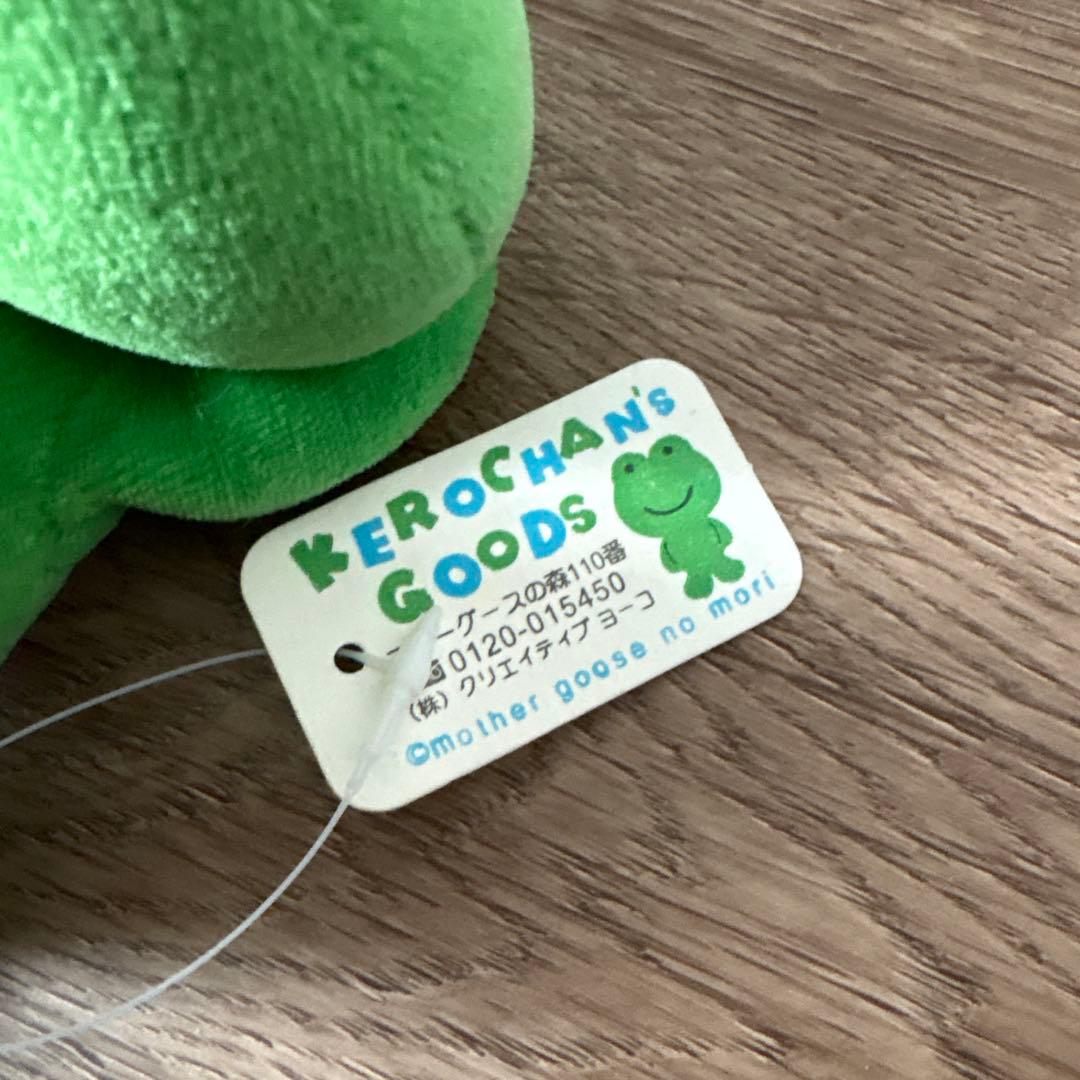 KEROCHAN'S
GOODS
ーグースの森110番
0120-015450
(株) クリエイティブ ヨーコ
©mother goose no mori